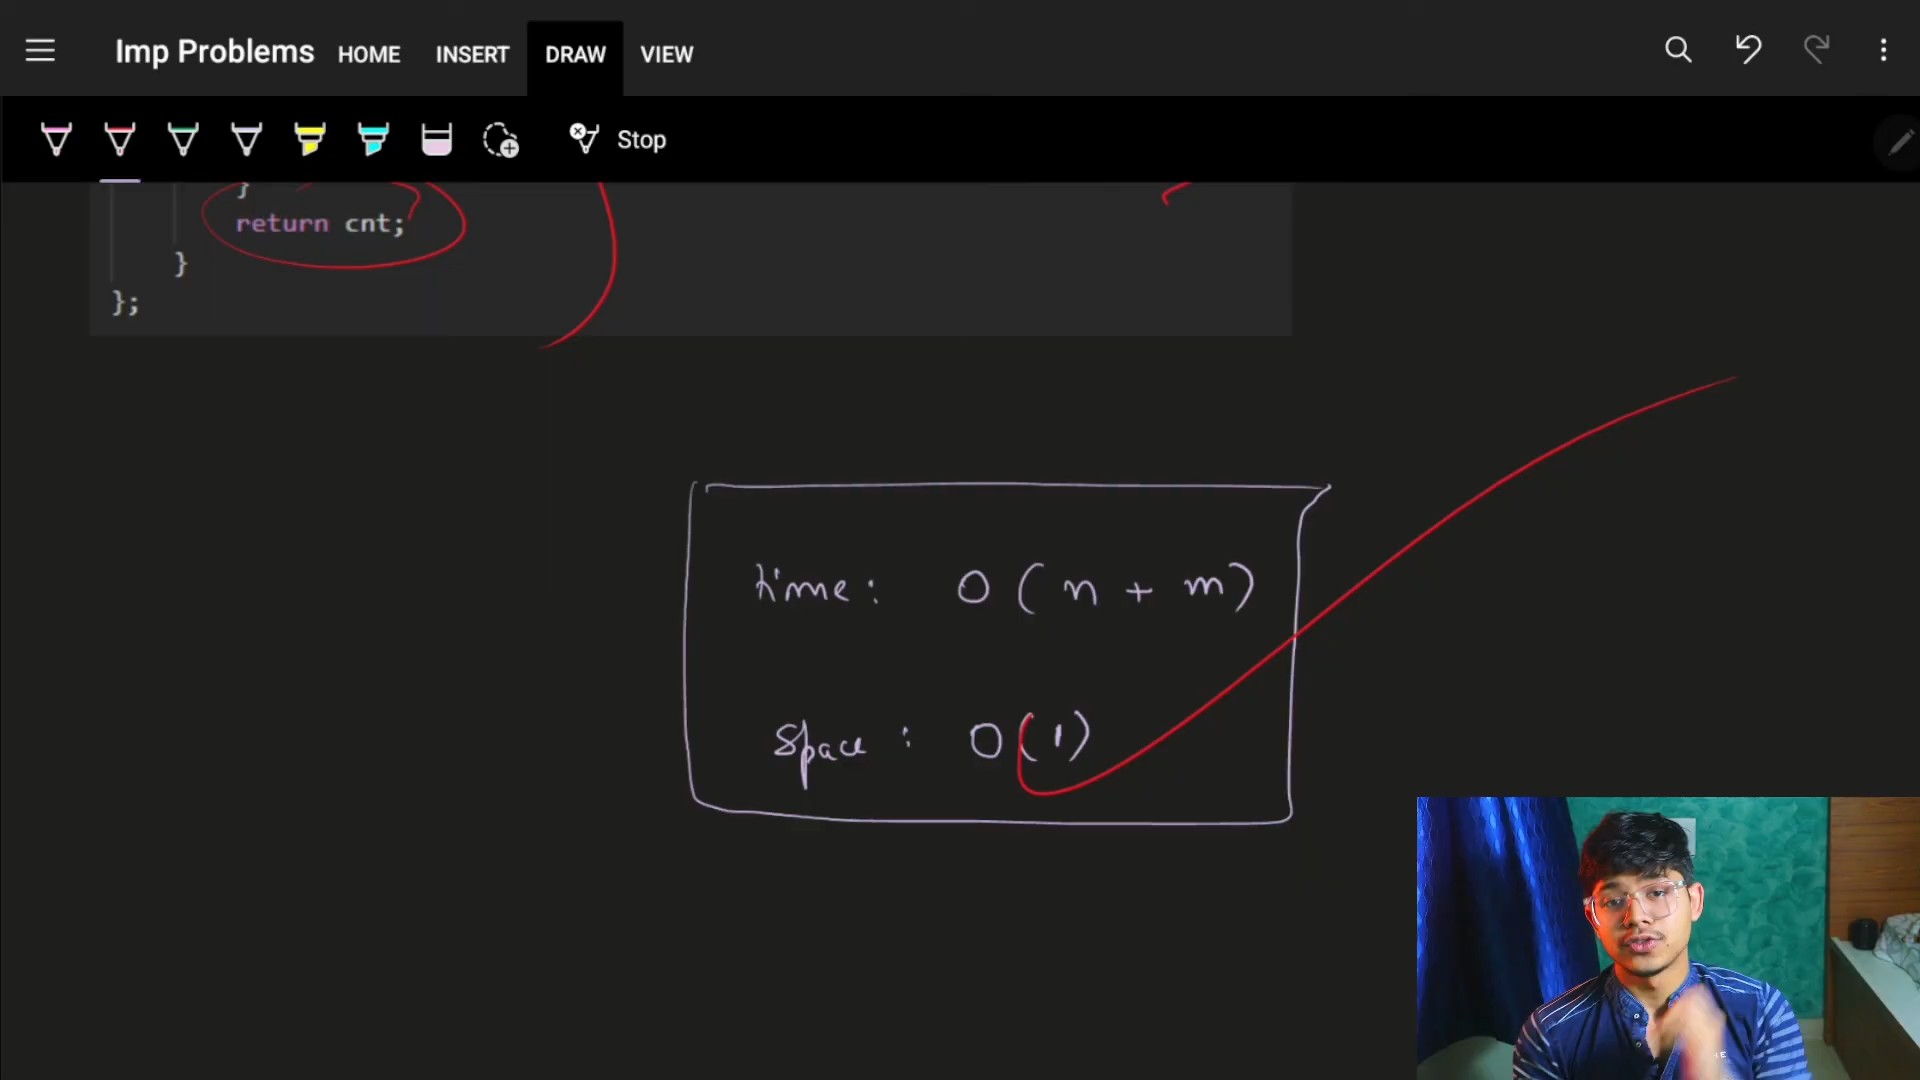 Imp Problems HOME INSERT DRAW VIEW
Stop
}
return cnt;
}
};
time: O(n + m)
space: O(1)